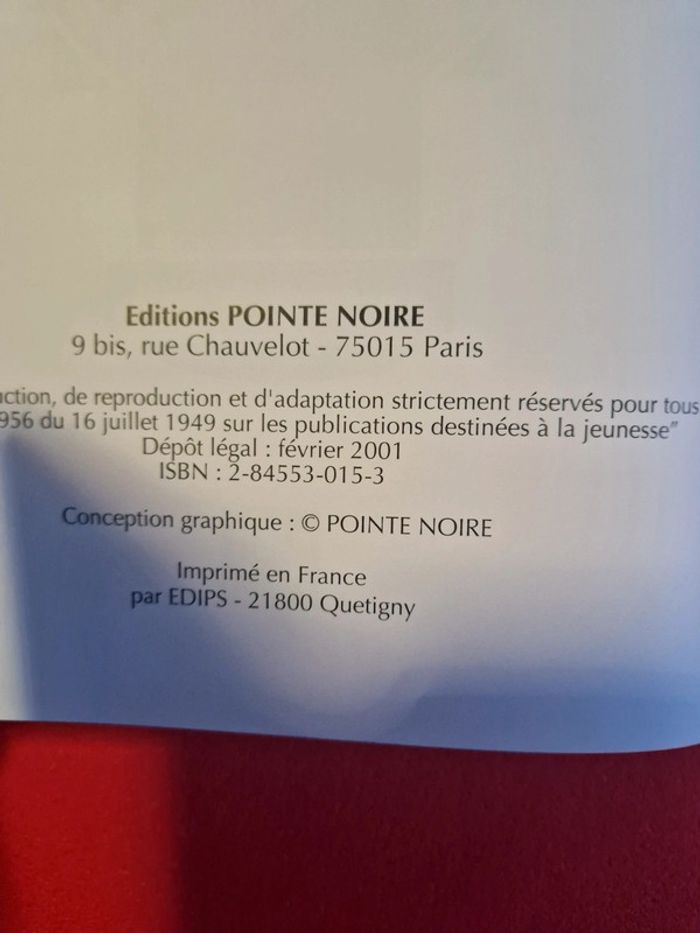 Editions POINTE NOIRE
9 bis, rue Chauvelot - 75015 Paris
de reproduction et d'adaptation strictement réservés pour tous
956 du 16 juillet 1949 sur les publications destinées à la jeunesse"
Dépôt légal : février 2001
ISBN : 2-84553-015-3
Conception graphique : © POINTE NOIRE
Imprimé en France
par EDIPS - 21800 Quetigny